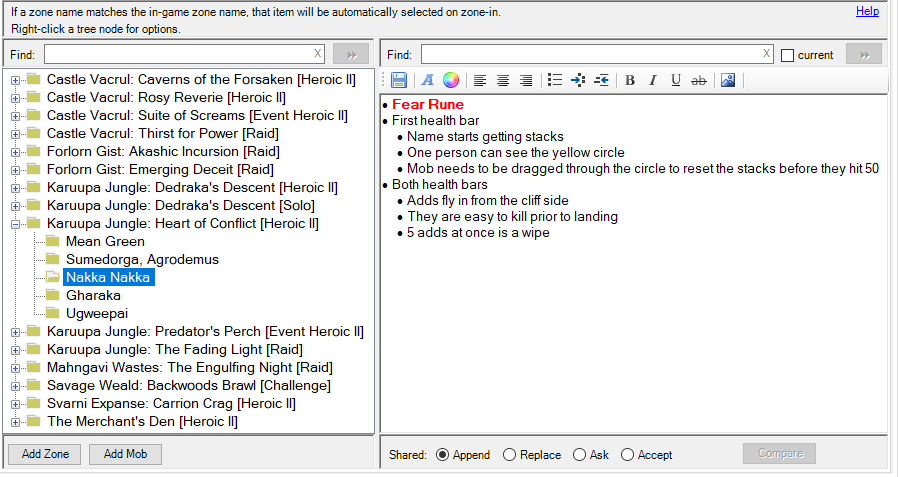 If a zone name matches the in-game zone name, that item will be automatically selected on zone-in.
Help
Right-click a tree node for options.
Find:
X
Find:
X
current
Castle Vacrul: Caverns of the Forsaken [Heroic II]
Castle Vacrul: Rosy Reverie [Heroic II]
Castle Vacrul: Suite of Screams [Event Heroic II]
Castle Vacrul: Thirst for Power [Raid]
Forlorn Gist: Akashic Incursion [Raid]
Forlorn Gist: Emerging Deceit [Raid]
Karuupa Jungle: Dedraka's Descent [Heroic II]
Karuupa Jungle: Dedraka's Descent [Solo]
Karuupa Jungle: Heart of Conflict [Heroic II]
Mean Green
Sumedorga, Agrodemus
Nakka Nakka
Gharaka
Ugweepai
Karuupa Jungle: Predator's Perch [Event Heroic II]
Karuupa Jungle: The Fading Light [Raid]
Mahngavi Wastes: The Engulfing Night [Raid]
Savage Weald: Backwoods Brawl [Challenge]
Svarni Expanse: Carrion Crag [Heroic II]
The Merchant's Den [Heroic II]
Add Zone
Add Mob
A
B
I
U
ab
• Fear Rune
• First health bar
• Name starts getting stacks
• One person can see the yellow circle
• Mob needs to be dragged through the circle to reset the stacks before they hit 50
• Both health bars
• Adds fly in from the cliff side
• They are easy to kill prior to landing
• 5 adds at once is a wipe
Shared:
Append
Replace
Ask
Accept
Compare